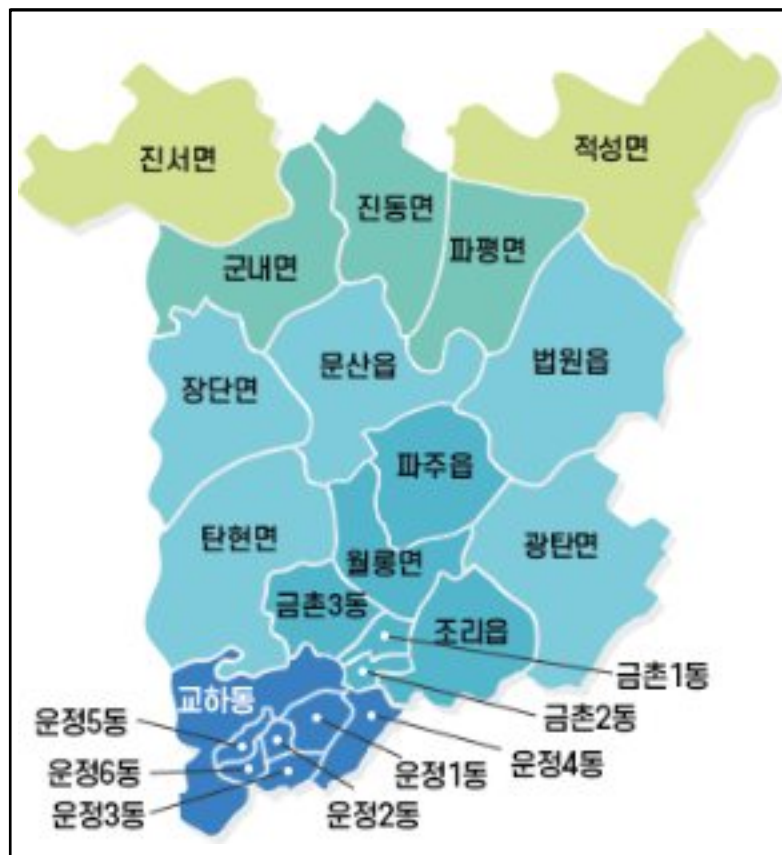 진서면
적성면
진동면
파평면
군내면
문산읍
법원읍
장단면
파주읍
탄현면
월롱면
광탄면
금촌3동
조리읍
금촌1동
교하동
금촌2동
운정5동
운정6동
운정1동
운정4동
운정3동
운정2동